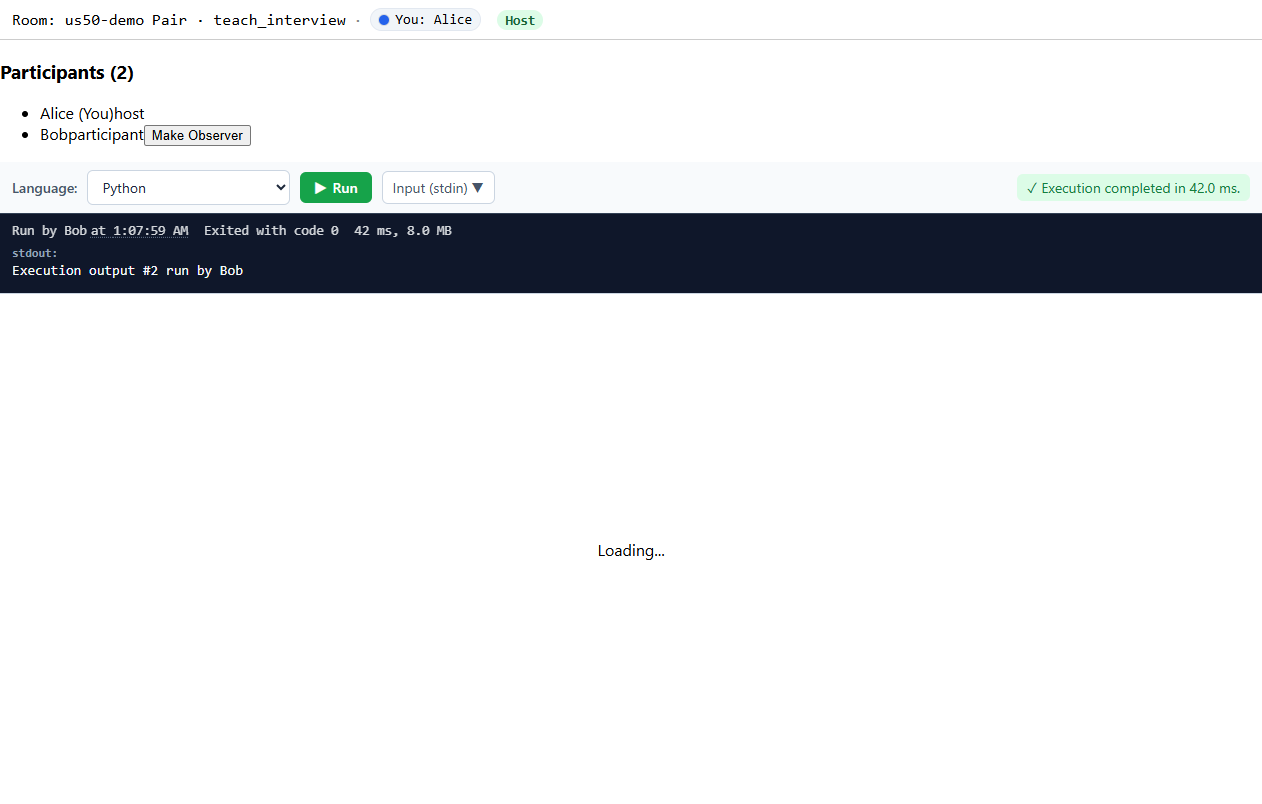 Room: us50-demo Pair · teach_interview · You: Alice Host
Participants (2)
Alice (You)host
Bobparticipant Make Observer
Language: Python ▶ Run Input (stdin) ▼ ✓ Execution completed in 42.0 ms.
Run by Bob at 1:07:59 AM Exited with code 0 42 ms, 8.0 MB
stdout:
Execution output #2 run by Bob
Loading...